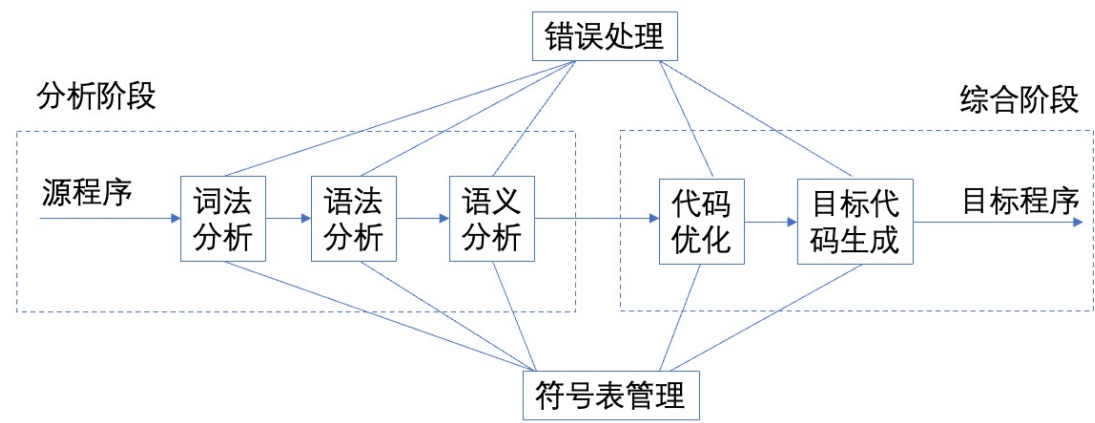 错误处理
分析阶段
综合阶段
源程序
词法
分析
语法
分析
语义
分析
代码
优化
目标代
码生成
目标程序
符号表管理